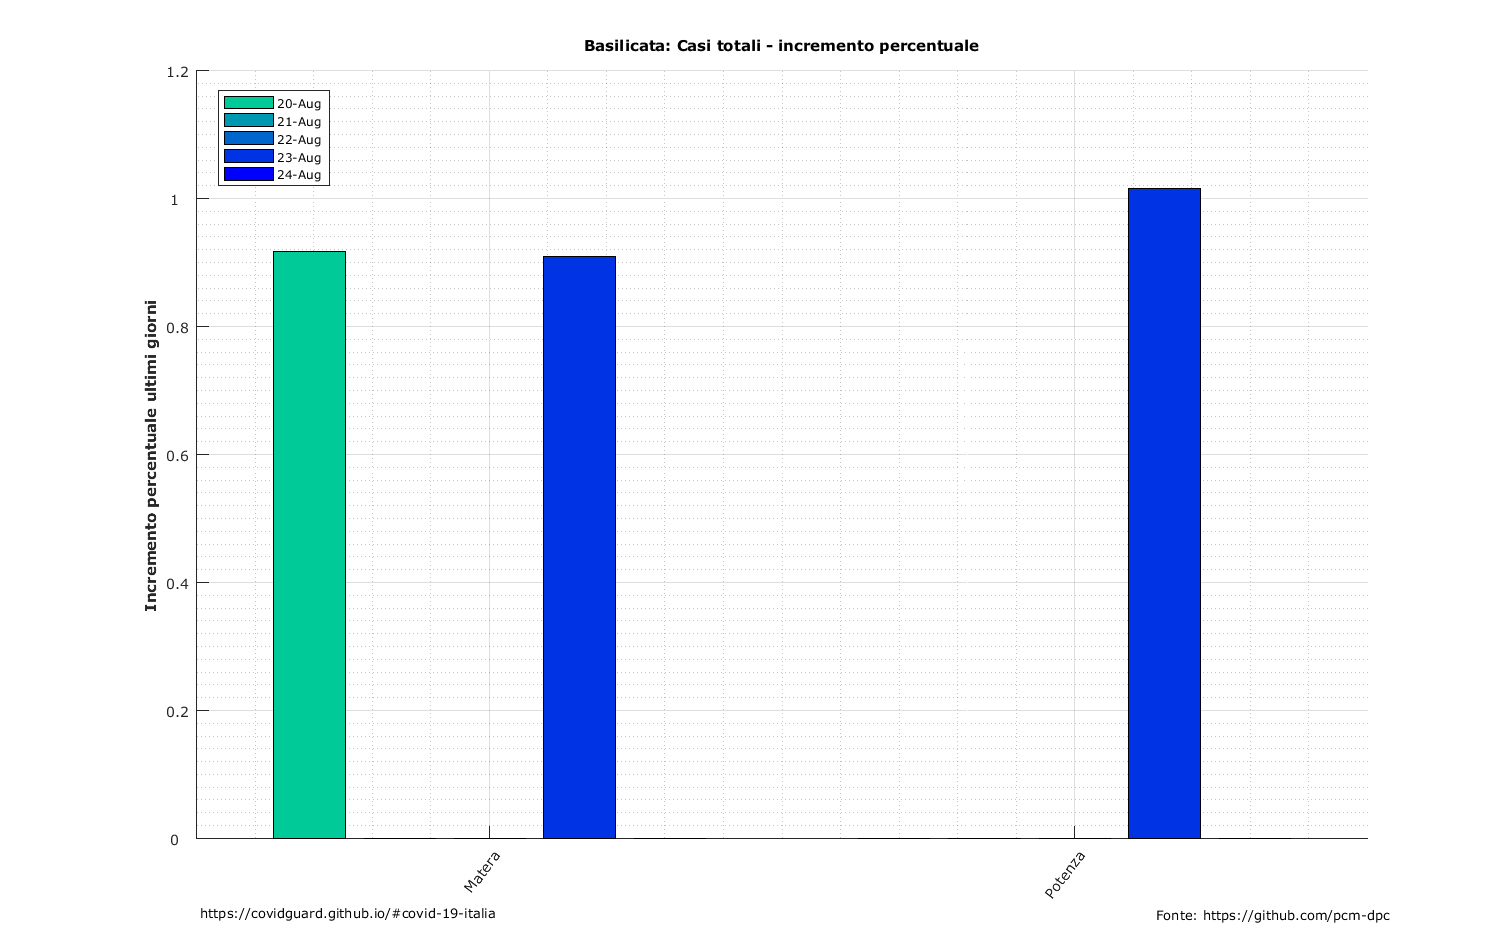 Basilicata: Casi totali - incremento percentuale
1.2
1
0.8
0.6
0.4
0.2
0
Incremento percentuale ultimi giorni
20-Aug
21-Aug
22-Aug
23-Aug
24-Aug
Matera
Potenza
https://covidguard.github.io/#covid-19-italia
Fonte: https://github.com/pcm-dpc